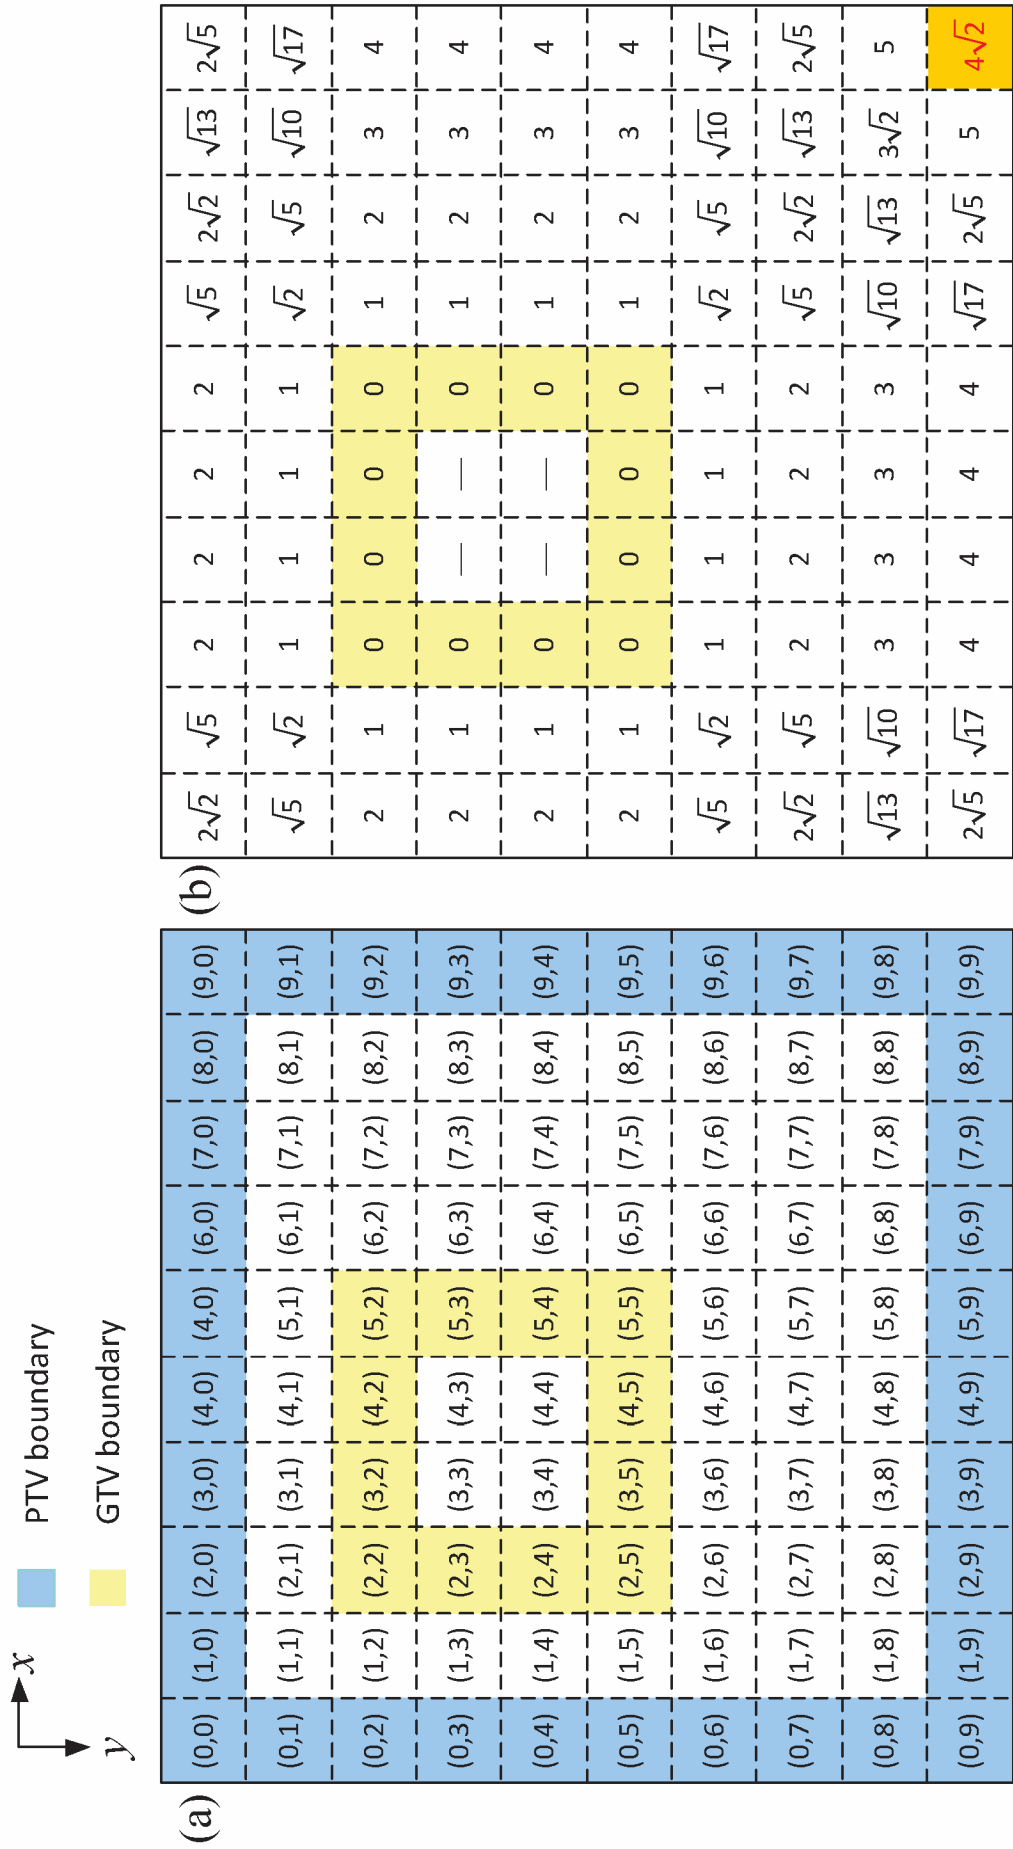 x
y
PTV boundary
GTV boundary
(a)
(0,0) (1,0) (2,0) (3,0) (4,0) (4,0) (6,0) (7,0) (8,0) (9,0)
(0,1) (1,1) (2,1) (3,1) (4,1) (5,1) (6,1) (7,1) (8,1) (9,1)
(0,2) (1,2) (2,2) (3,2) (4,2) (5,2) (6,2) (7,2) (8,2) (9,2)
(0,3) (1,3) (2,3) (3,3) (4,3) (5,3) (6,3) (7,3) (8,3) (9,3)
(0,4) (1,4) (2,4) (3,4) (4,4) (5,4) (6,4) (7,4) (8,4) (9,4)
(0,5) (1,5) (2,5) (3,5) (4,5) (5,5) (6,5) (7,5) (8,5) (9,5)
(0,6) (1,6) (2,6) (3,6) (4,6) (5,6) (6,6) (7,6) (8,6) (9,6)
(0,7) (1,7) (2,7) (3,7) (4,7) (5,7) (6,7) (7,7) (8,7) (9,7)
(0,8) (1,8) (2,8) (3,8) (4,8) (5,8) (6,8) (7,8) (8,8) (9,8)
(0,9) (1,9) (2,9) (3,9) (4,9) (5,9) (6,9) (7,9) (8,9) (9,9)
(b)
2√2 √5 2 2 2 2 √5 2√2 √13 2√5
√5 √2 1 1 1 1 √2 √5 √10 √17
2 1 0 0 0 0 1 2 3 4
2 1 0 — — 0 1 2 3 4
2 1 0 — — 0 1 2 3 4
2 1 0 0 0 0 1 2 3 4
√5 √2 1 1 1 1 √2 √5 √10 √17
2√2 √5 2 2 2 2 √5 2√2 √13 2√5
√13 √10 3 3 3 3 √10 √13 3√2 5
2√5 √17 4 4 4 4 √17 2√5 5 4√2